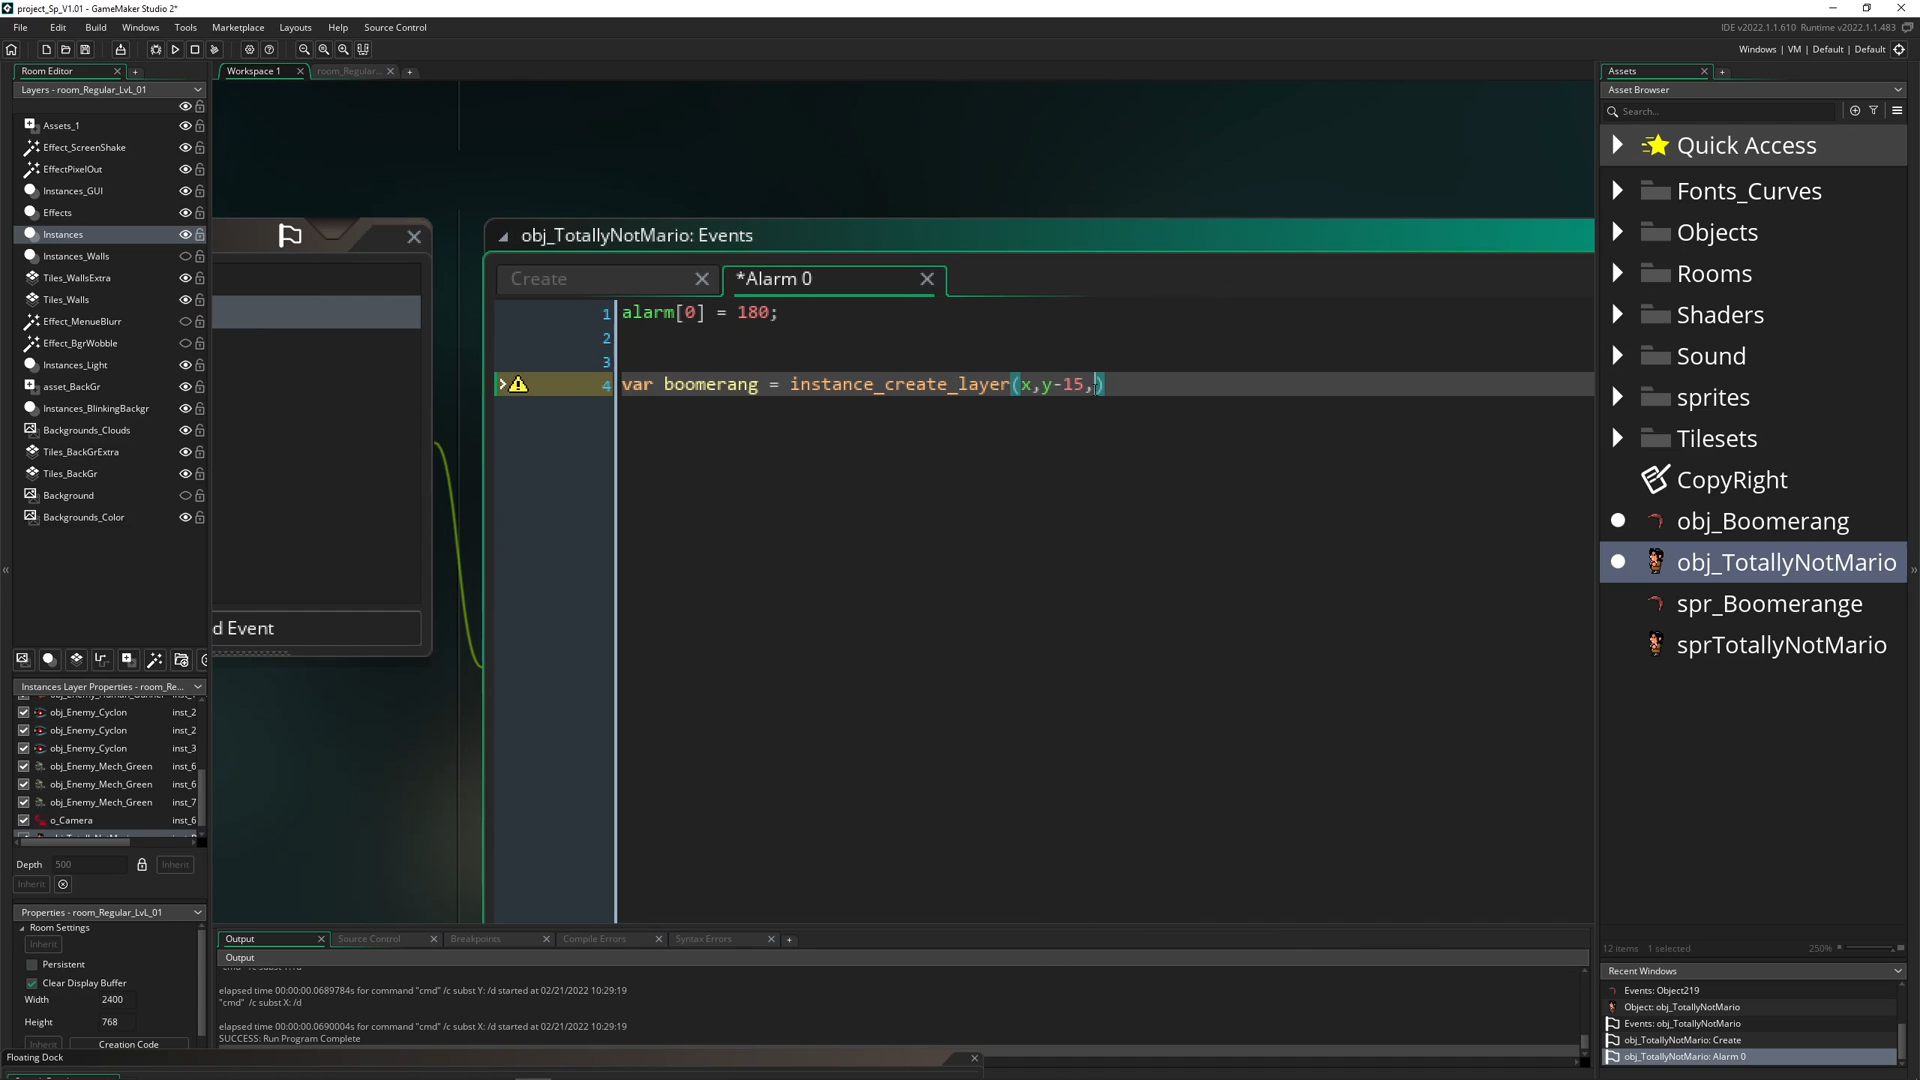 project_Sp_V1.01 - GameMaker Studio 2*
File Edit Build Windows Tools Marketplace Layouts Help Source Control
IDE v2022.1.1.610 Runtime v2022.1.1.483
Windows | VM | Default | Default
Room Editor
Layers - room_Regular_LvL_01
Assets_1
Effect_ScreenShake
EffectPixelOut
Instances_GUI
Effects
Instances
Instances_Walls
Tiles_WallsExtra
Tiles_Walls
Effect_MenueBlurr
Effect_BgrWobble
Instances_Light
asset_BackGr
Instances_BlinkingBackgr
Backgrounds_Clouds
Tiles_BackGrExtra
Tiles_BackGr
Background
Backgrounds_Color
Instances Layer Properties - room_Re...
obj_Enemy_Cyclon inst_2
obj_Enemy_Cyclon inst_2
obj_Enemy_Cyclon inst_3
obj_Enemy_Mech_Green inst_6
obj_Enemy_Mech_Green inst_6
obj_Enemy_Mech_Green inst_7
o_Camera inst_6
Depth 500 Inherit
Inherit
Properties - room_Regular_LvL_01
Room Settings
Inherit
Persistent
Clear Display Buffer
Width 2400
Height 768
Inherit Creation Code
Floating Dock
Workspace 1 room_Regular...
d Event
obj_TotallyNotMario: Events
Create *Alarm 0
1 alarm[0] = 180;
2
3
4 var boomerang = instance_create_layer(x,y-15,)
Output Source Control Breakpoints Compile Errors Syntax Errors
Output
elapsed time 00:00:00.0689784s for command "cmd" /c subst Y: /d started at 02/21/2022 10:29:19
"cmd" /c subst X: /d
elapsed time 00:00:00.0690004s for command "cmd" /c subst X: /d started at 02/21/2022 10:29:19
SUCCESS: Run Program Complete
Assets
Asset Browser
Search...
Quick Access
Fonts_Curves
Objects
Rooms
Shaders
Sound
sprites
Tilesets
CopyRight
obj_Boomerang
obj_TotallyNotMario
spr_Boomerange
sprTotallyNotMario
12 items 1 selected 250%
Recent Windows
Events: Object219
Object: obj_TotallyNotMario
Events: obj_TotallyNotMario
obj_TotallyNotMario: Create
obj_TotallyNotMario: Alarm 0